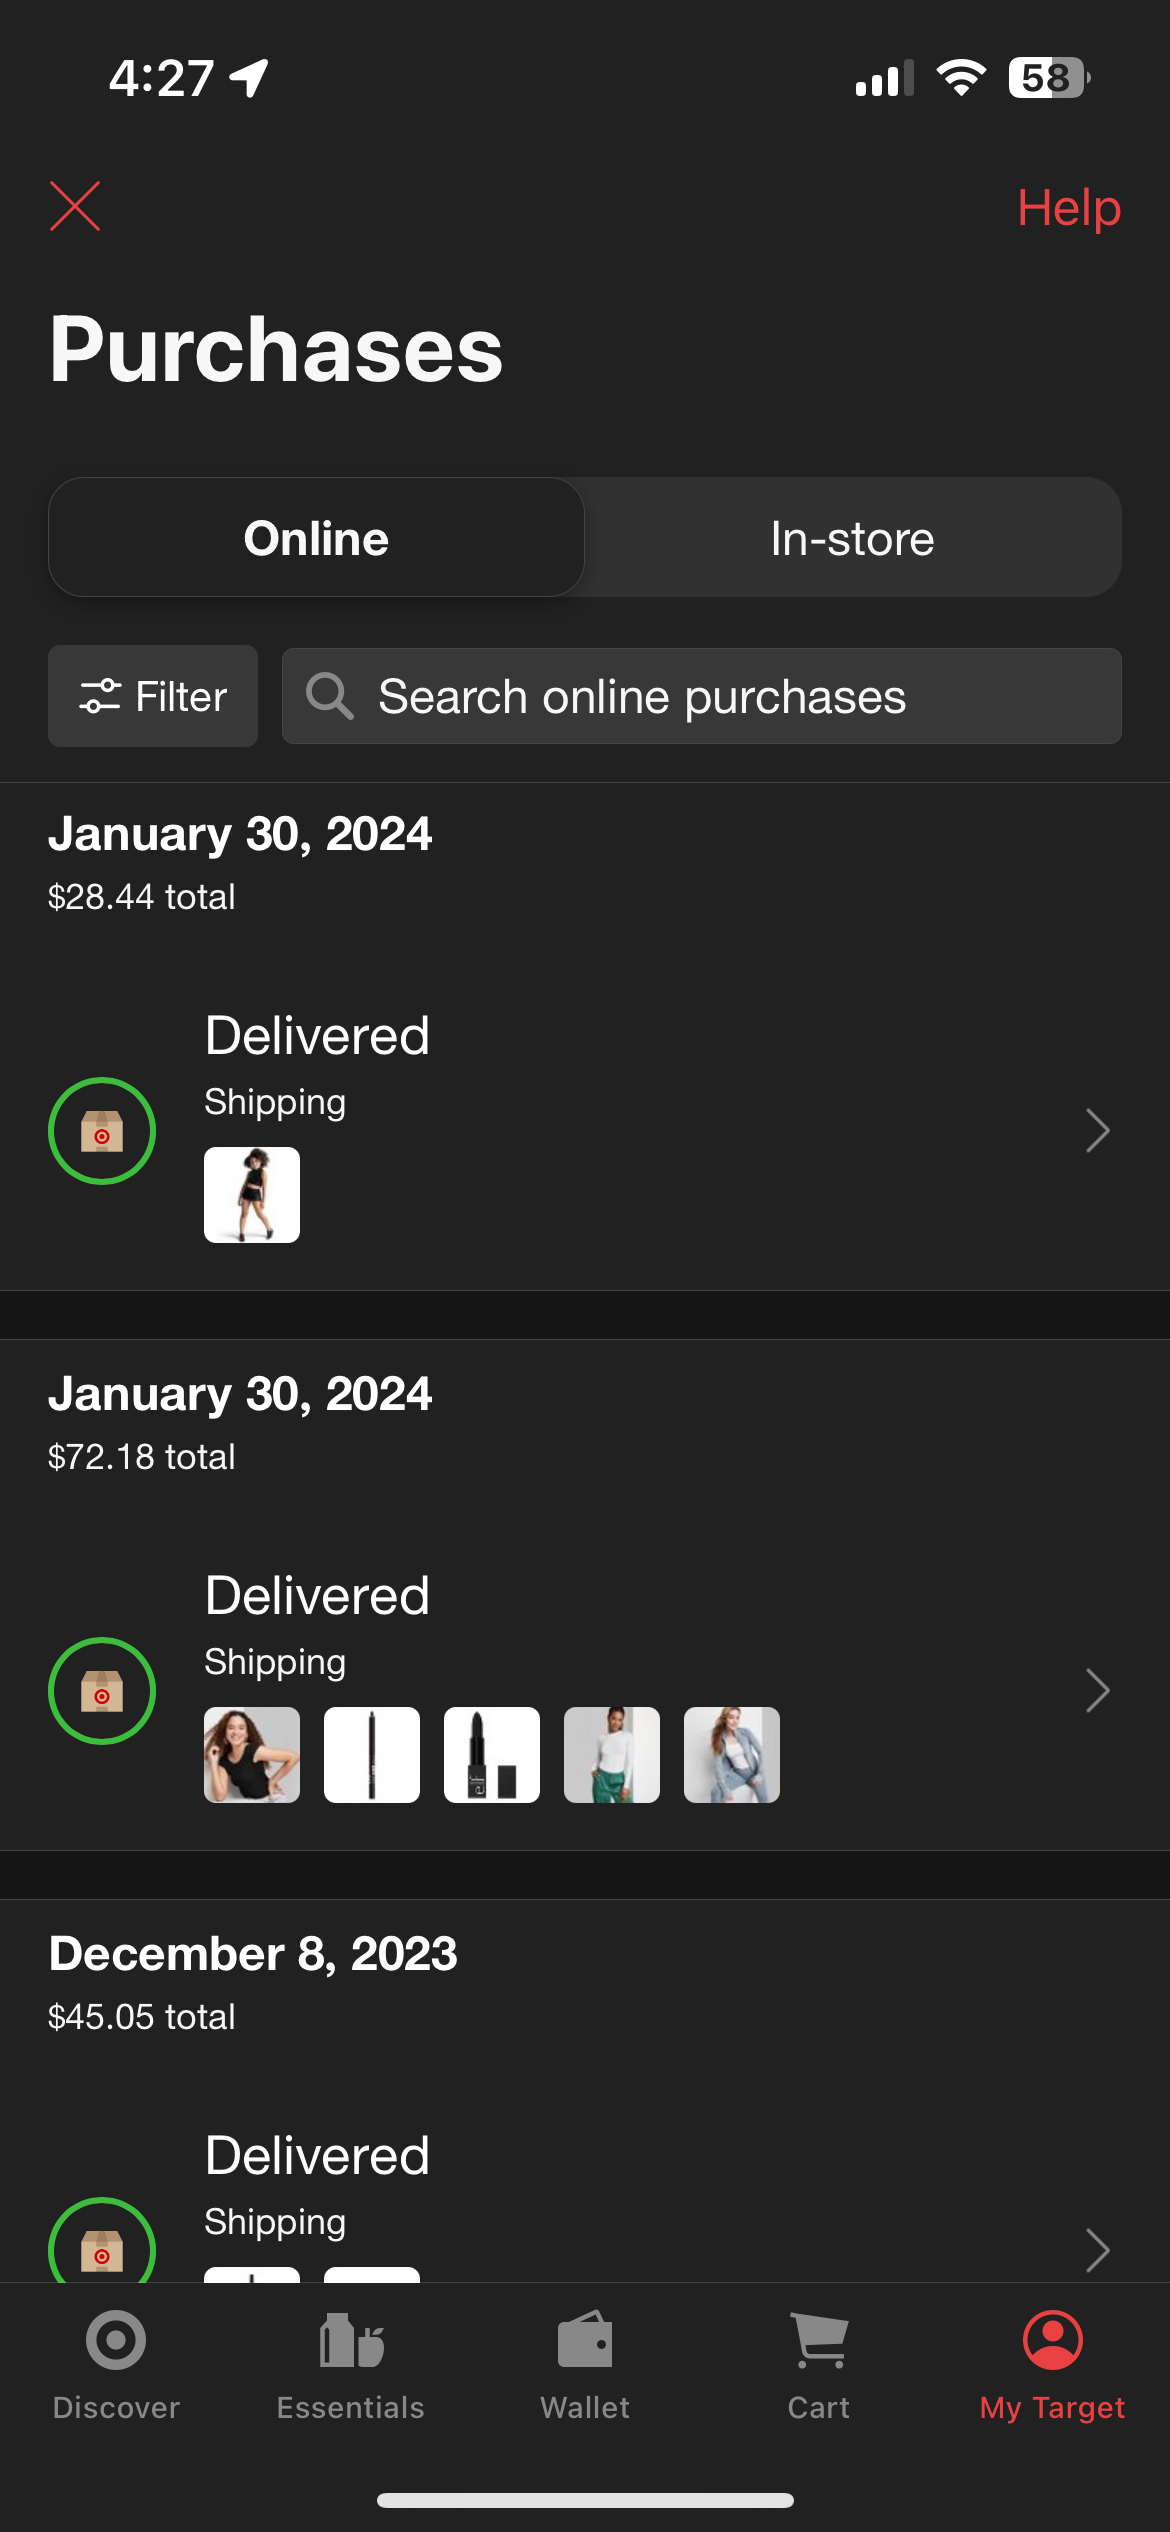 4:27
58
Help
Purchases
Online
In-store
Filter
Search online purchases
January 30, 2024
$28.44 total
Delivered
Shipping
January 30, 2024
$72.18 total
Delivered
Shipping
December 8, 2023
$45.05 total
Delivered
Shipping
Discover
Essentials
Wallet
Cart
My Target